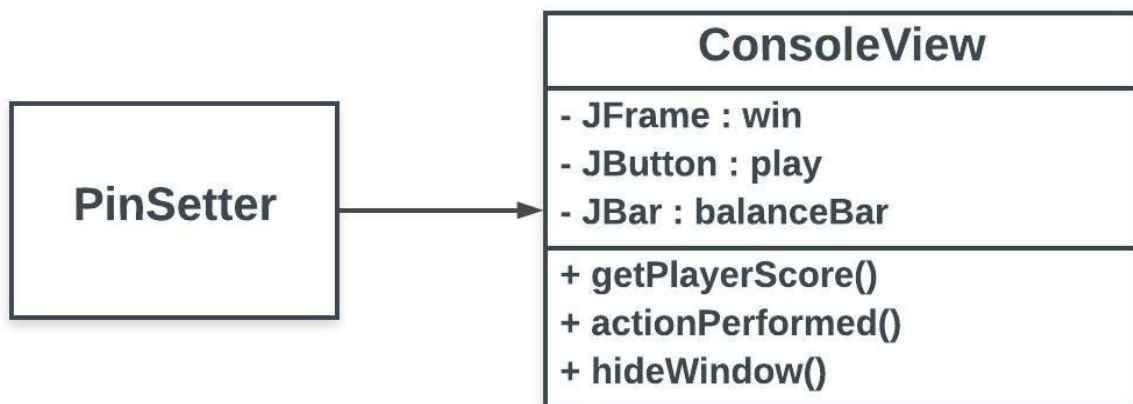 ConsoleView
PinSetter
- JFrame : win
- JButton : play
- JBar : balanceBar
+ getPlayerScore()
+ actionPerformed()
+ hideWindow()